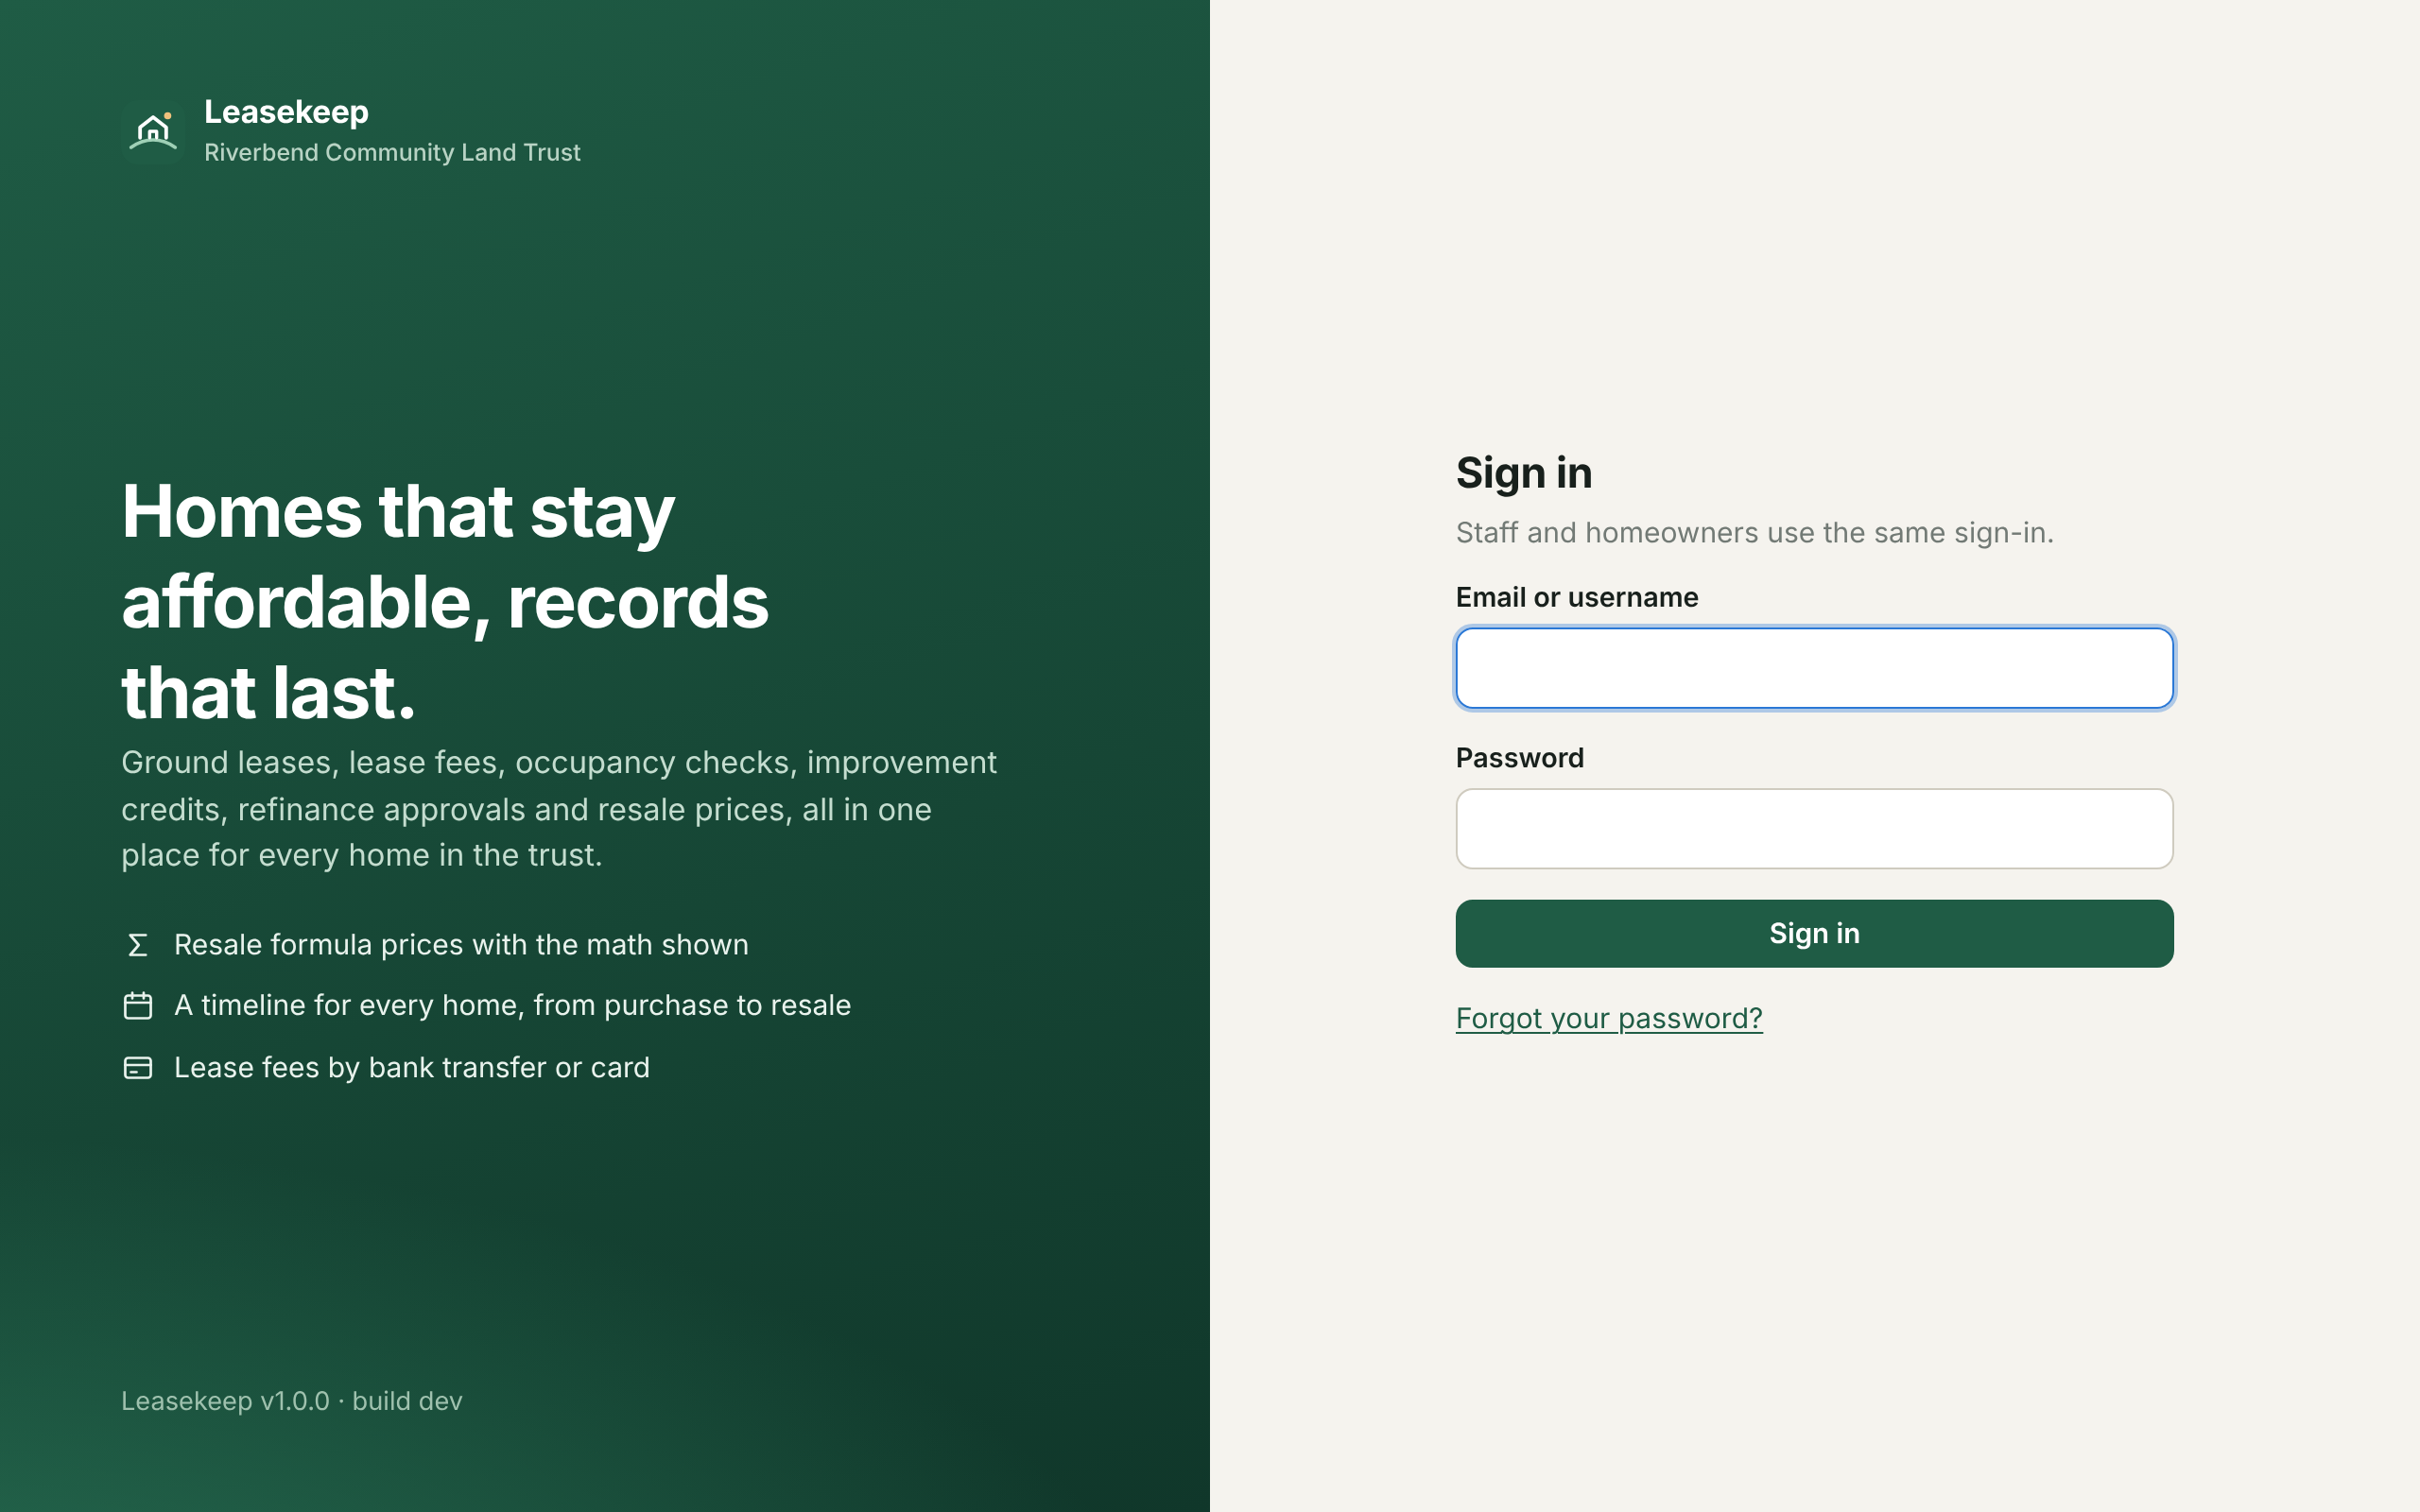 Leasekeep
Riverbend Community Land Trust
Homes that stay
affordable, records
that last.
Ground leases, lease fees, occupancy checks, improvement
credits, refinance approvals and resale prices, all in one
place for every home in the trust.
Resale formula prices with the math shown
A timeline for every home, from purchase to resale
Lease fees by bank transfer or card
Leasekeep v1.0.0 · build dev
Sign in
Staff and homeowners use the same sign-in.
Email or username
Password
Sign in
Forgot your password?